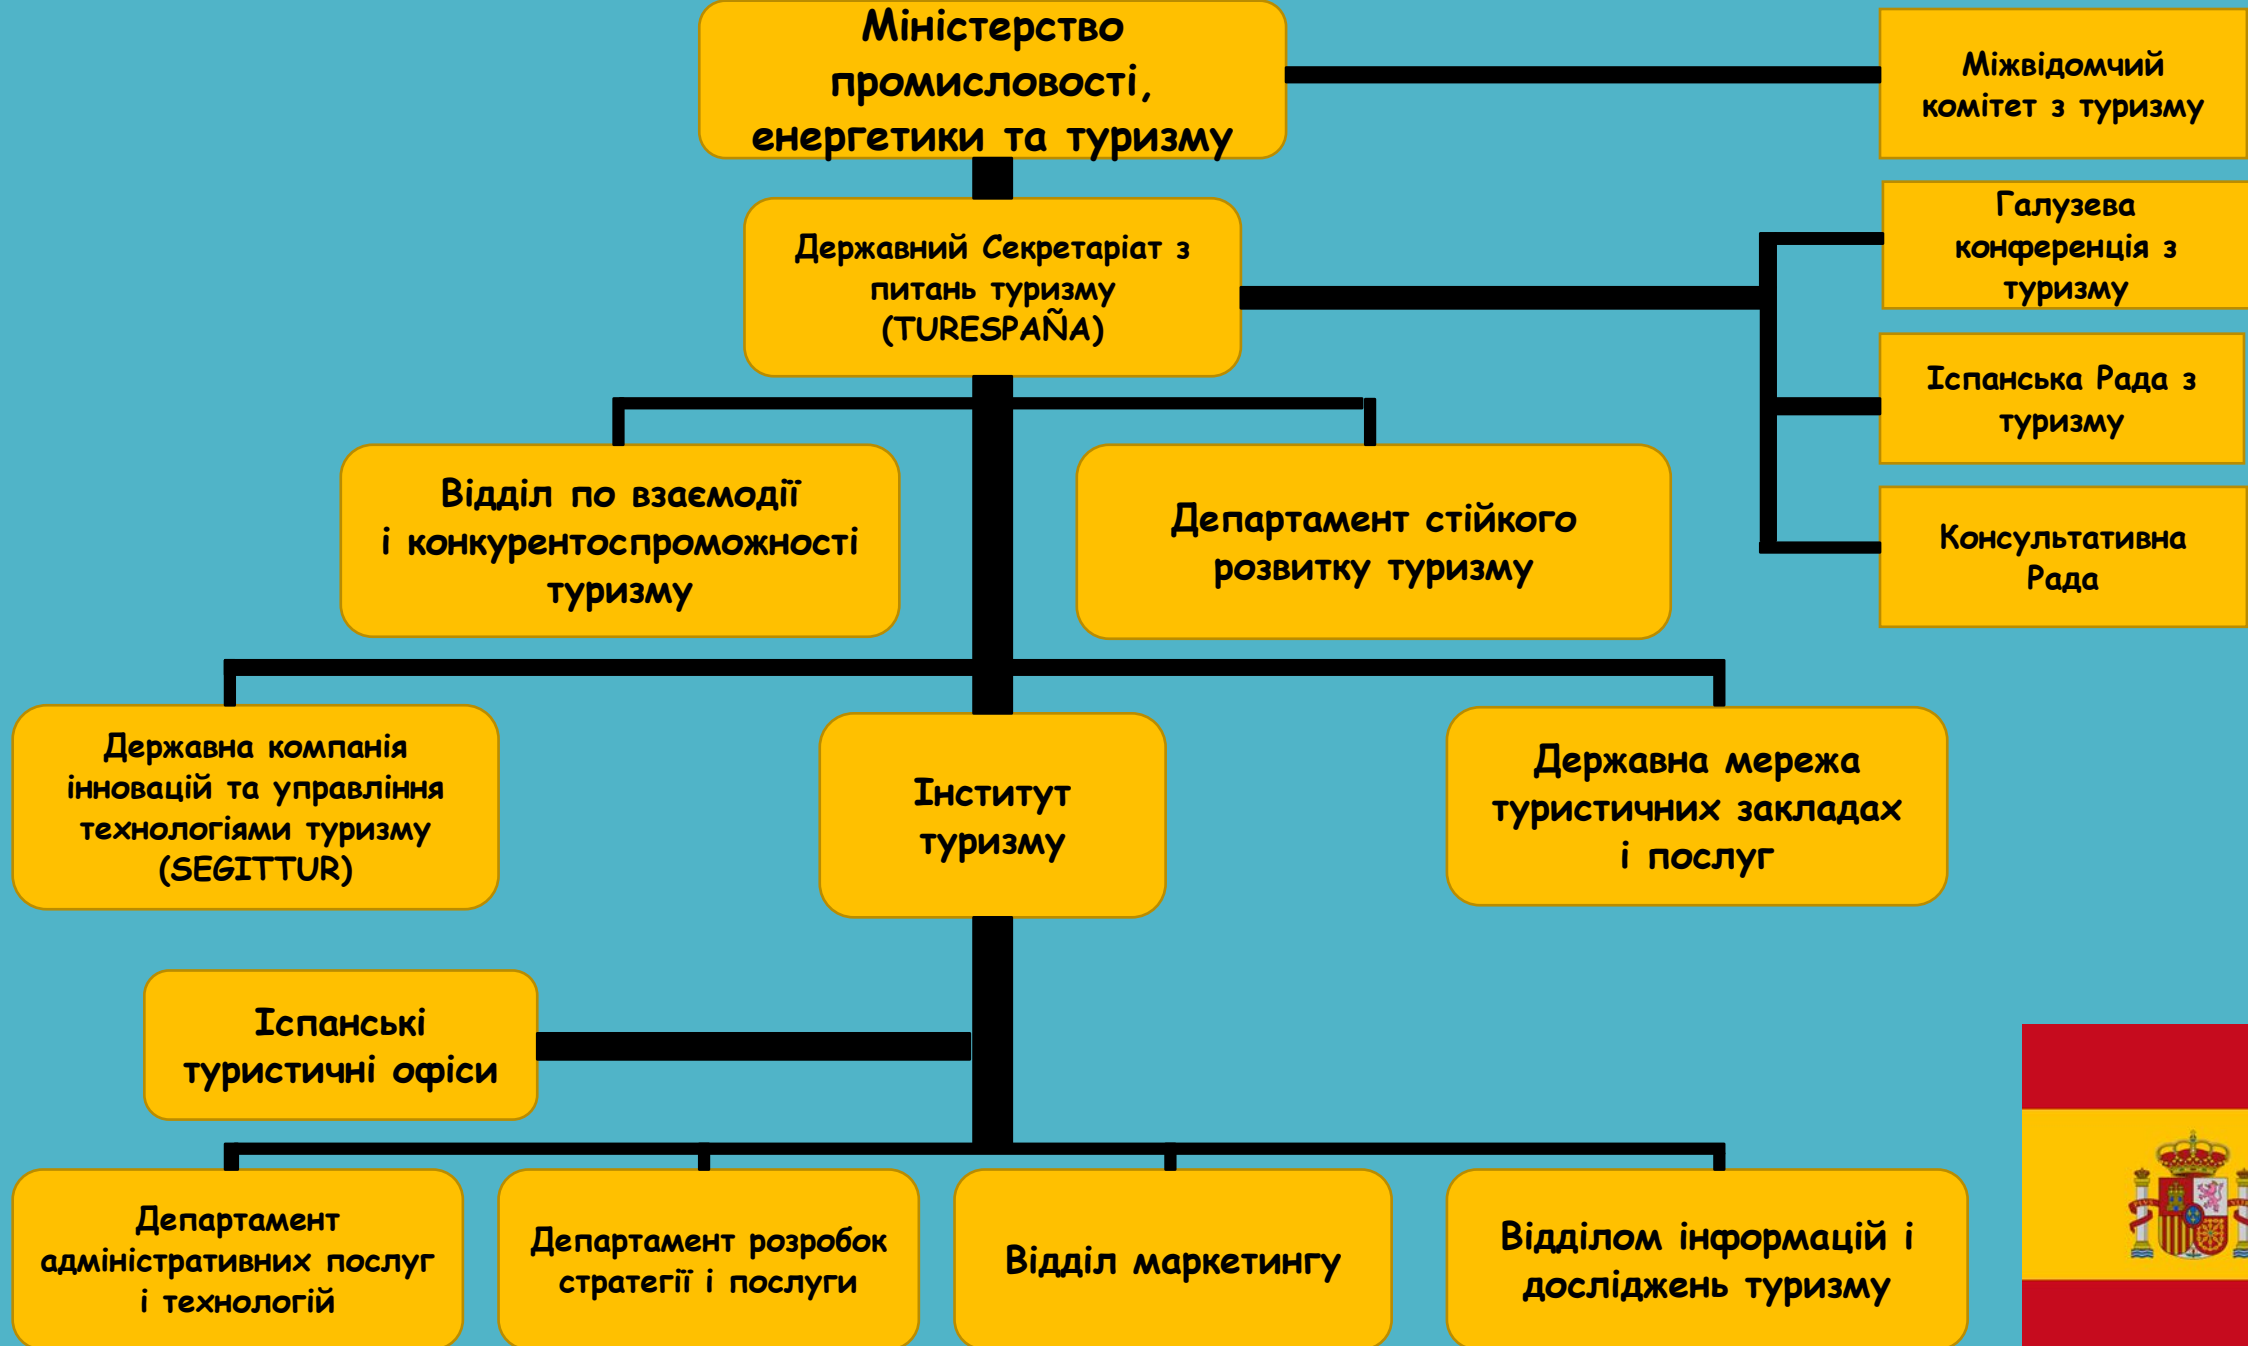 Міністерство
промисловості,
енергетики та туризму
Міжвідомчий
комітет з туризму
Державний Секретаріат з
питань туризму
(TURESPAÑA)
Галузева
конференція з
туризму
Іспанська Рада з
туризму
Консультативна
Рада
Відділ по взаємодії
і конкурентоспроможності
туризму
Департамент стійкого
розвитку туризму
Державна компанія
інновацій та управління
технологіями туризму
(SEGITTUR)
Інститут
туризму
Державна мережа
туристичних закладах
і послуг
Іспанські
туристичні офіси
Департамент
адміністративних послуг
і технологій
Департамент розробок
стратегії і послуги
Відділ маркетингу
Відділом інформацій і
досліджень туризму